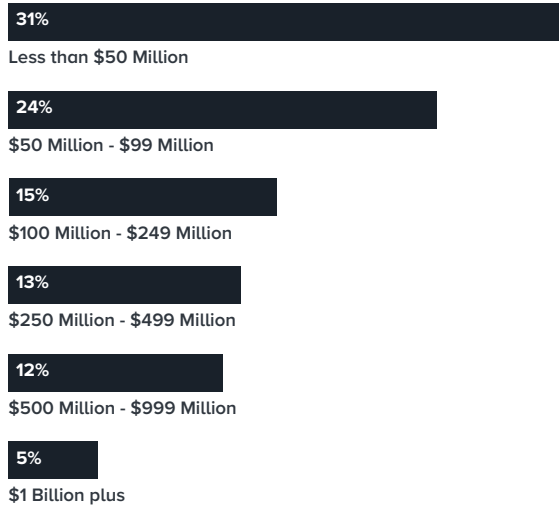 31%
Less than $50 Million
24%
$50 Million - $99 Million
15%
$100 Million - $249 Million
13%
$250 Million - $499 Million
12%
$500 Million - $999 Million
5%
$1 Billion plus